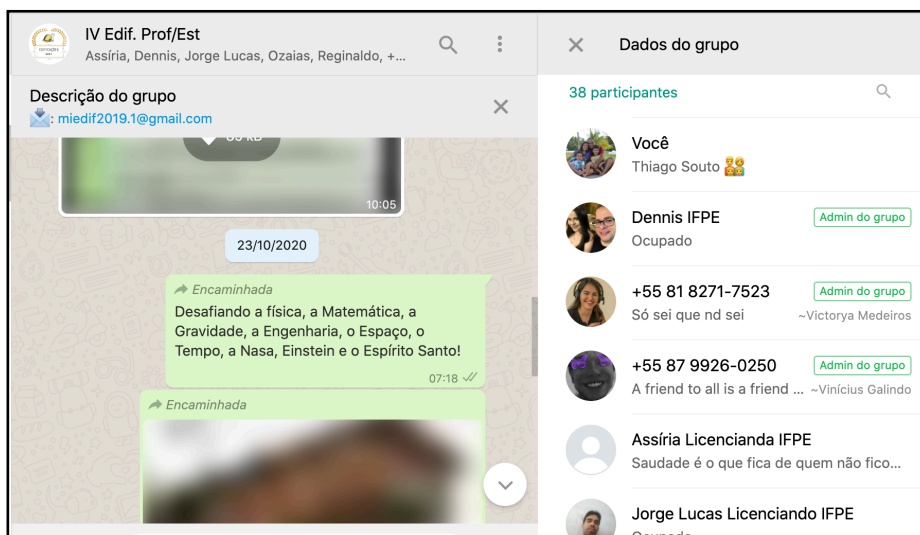 IV Edif. Prof/Est
Assíria, Dennis, Jorge Lucas, Ozaias, Reginaldo, +...
Descrição do grupo
📩: miedif2019.1@gmail.com
10:05
23/10/2020
Encaminhada
Desafiando a física, a Matemática, a
Gravidade, a Engenharia, o Espaço, o
Tempo, a Nasa, Einstein e o Espírito Santo!
07:18
Encaminhada
Dados do grupo
38 participantes
Você
Thiago Souto 👨‍👩‍👧‍👦
Dennis IFPE
Admin do grupo
Ocupado
+55 81 8271-7523
Admin do grupo
Só sei que nd sei
~Victorya Medeiros
+55 87 9926-0250
Admin do grupo
A friend to all is a friend ...
~Vinícius Galindo
Assíria Licencianda IFPE
Saudade é o que fica de quem não fico...
Jorge Lucas Licenciando IFPE